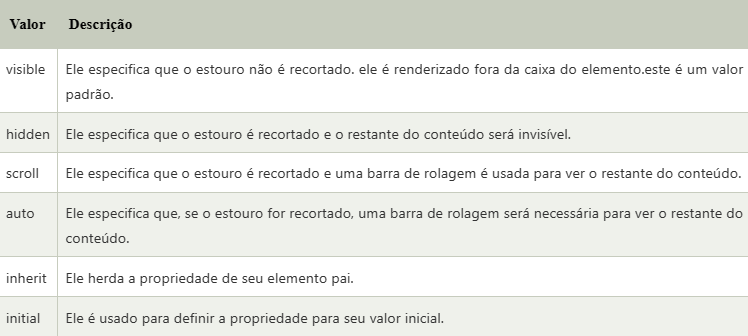 Valor Descrição
visible Ele especifica que o estouro não é recortado. ele é renderizado fora da caixa do elemento.este é um valor
padrão.
hidden Ele especifica que o estouro é recortado e o restante do conteúdo será invisível.
scroll Ele especifica que o estouro é recortado e uma barra de rolagem é usada para ver o restante do conteúdo.
auto Ele especifica que, se o estouro for recortado, uma barra de rolagem será necessária para ver o restante do
conteúdo.
inherit Ele herda a propriedade de seu elemento pai.
initial Ele é usado para definir a propriedade para seu valor inicial.